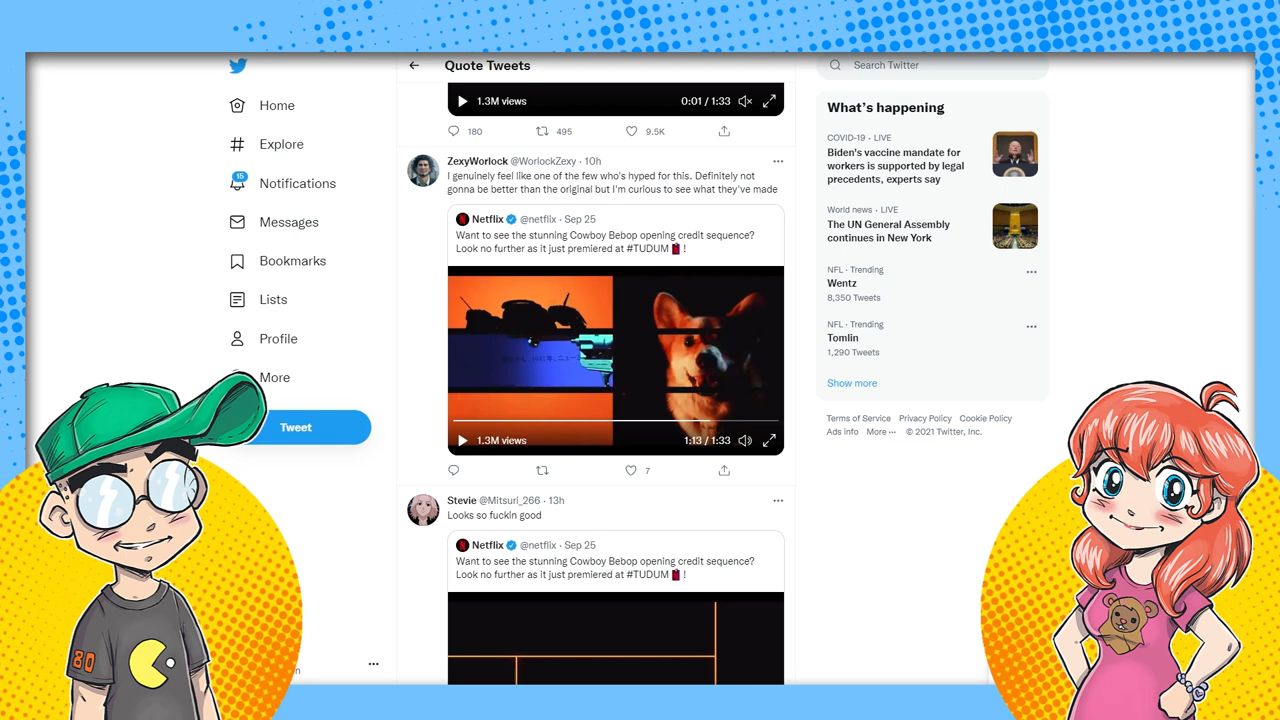 Home
Explore
15
Notifications
Messages
Bookmarks
Lists
Profile
More
Tweet
Quote Tweets
1.3M views
0:01 / 1:33
180
495
9.5K
ZexyWorlock @WorlockZexy · 10h
I genuinely feel like one of the few who's hyped for this. Definitely not
gonna be better than the original but I'm curious to see what they've made
Netflix @netflix · Sep 25
Want to see the stunning Cowboy Bebop opening credit sequence?
Look no further as it just premiered at #TUDUM !
1.3M views
1:13 / 1:33
7
Stevie @Mitsuri_266 · 13h
Looks so fuckin good
Netflix @netflix · Sep 25
Want to see the stunning Cowboy Bebop opening credit sequence?
Look no further as it just premiered at #TUDUM !
Search Twitter
What's happening
COVID-19 · LIVE
Biden's vaccine mandate for
workers is supported by legal
precedents, experts say
World news · LIVE
The UN General Assembly
continues in New York
NFL · Trending
Wentz
8,350 Tweets
NFL · Trending
Tomlin
1,290 Tweets
Show more
Terms of Service Privacy Policy Cookie Policy
Ads info More ··· © 2021 Twitter, Inc.
80